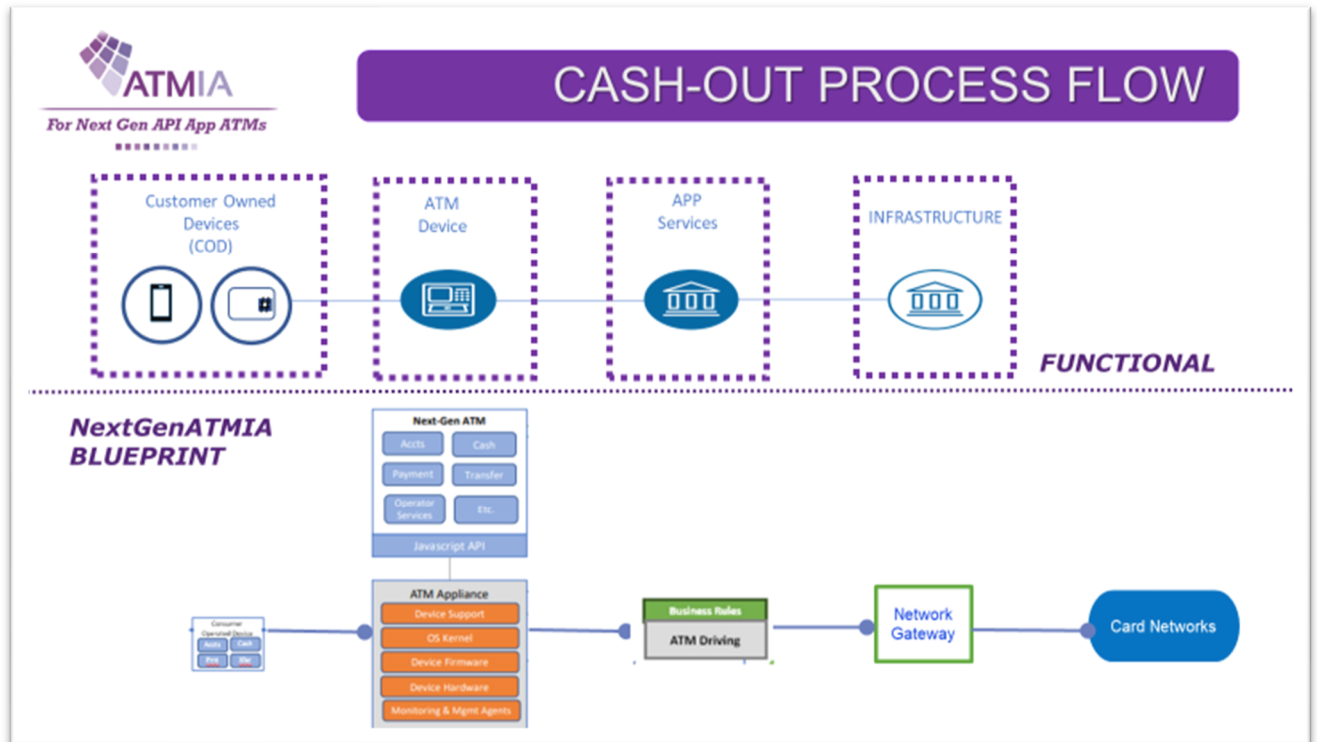 ATMIA
For Next Gen API App ATMs
CASH-OUT PROCESS FLOW
Customer Owned
Devices
(COD)
ATM
Device
APP
Services
INFRASTRUCTURE
FUNCTIONAL
NextGenATMIA
BLUEPRINT
Next-Gen ATM
Accts
Cash
Payment
Transfer
Operator
Services
Etc.
Javascript API
ATM Appliance
Device Support
OS Kernel
Device Firmware
Device Hardware
Monitoring & Mgmt Agents
Consumer
Operated Device
Accts
Cash
Business Rules
ATM Driving
Network
Gateway
Card Networks